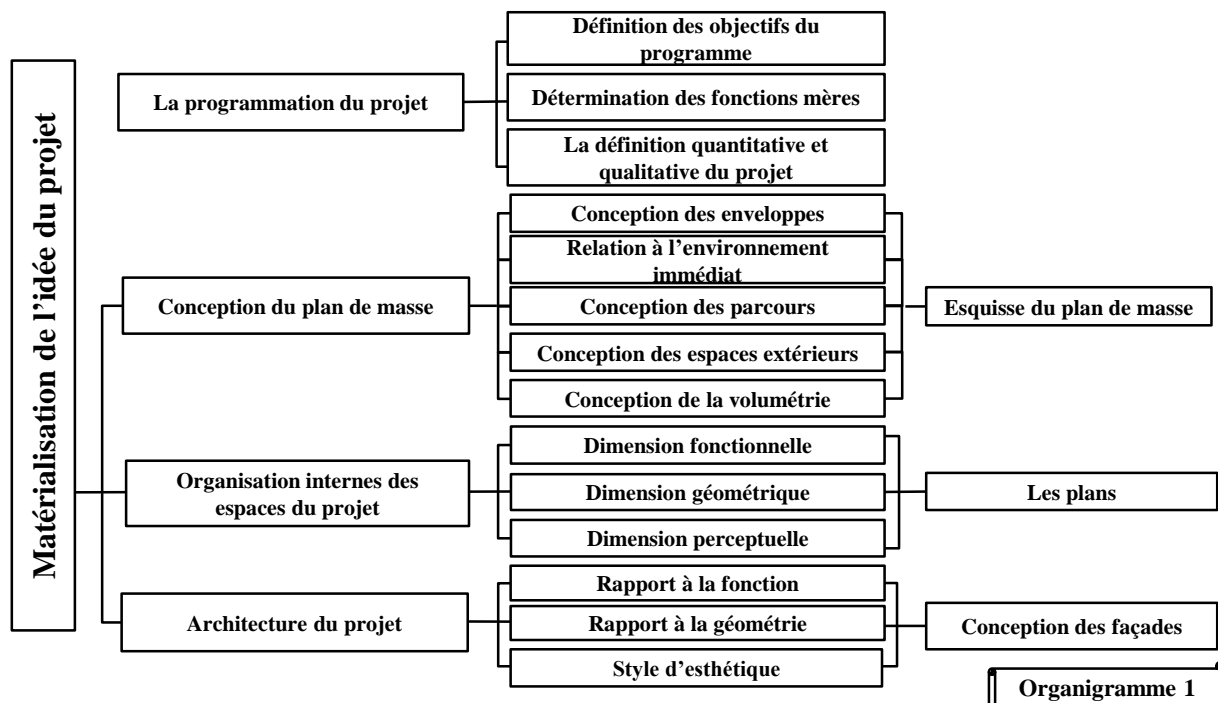 Matérialisation de l'idée du projet
La programmation du projet
Définition des objectifs du
programme
Détermination des fonctions mères
La définition quantitative et
qualitative du projet
Conception du plan de masse
Conception des enveloppes
Relation à l'environnement
immédiat
Conception des parcours
Conception des espaces extérieurs
Conception de la volumétrie
Esquisse du plan de masse
Organisation internes des
espaces du projet
Dimension fonctionnelle
Dimension géométrique
Dimension perceptuelle
Les plans
Architecture du projet
Rapport à la fonction
Rapport à la géométrie
Style d'esthétique
Conception des façades
Organigramme 1